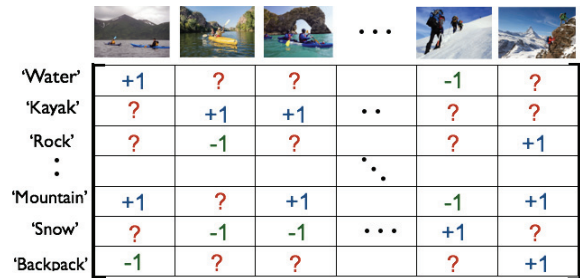 'Water' +1 ? ? -1 ?
'Kayak' ? +1 +1 ? ?
'Rock' ? -1 ? ? +1
'Mountain' +1 ? +1 -1 +1
'Snow' ? -1 -1 +1 ?
'Backpack' -1 ? ? ? +1